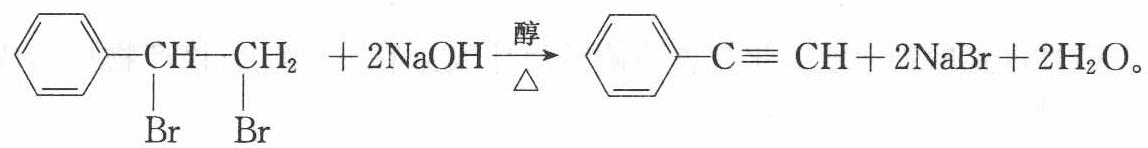 醇
CH—CH₂ +2NaOH → C≡CH+2NaBr+2H₂O。
△
Br Br